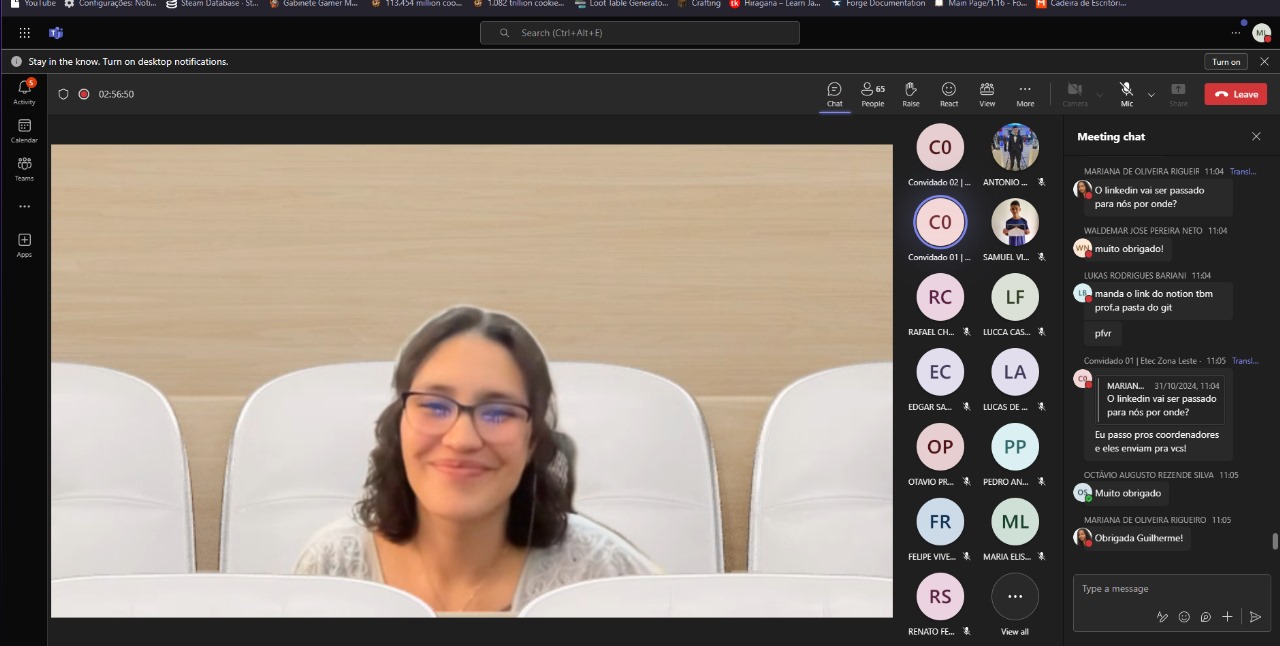 YouTube
Configurações: Noti...
Steam Database · St...
Gabinete Gamer M...
113.454 million coo...
1.082 trillion cookie...
Loot Table Generato...
Crafting
Hiragana – Learn Ja...
Forge Documentation
Main Page/1.16 - Fo...
Cadeira de Escritóri...
Search (Ctrl+Alt+E)
ML
Stay in the know. Turn on desktop notifications.
Turn on
5
Activity
Calendar
Teams
Apps
02:56:50
Chat
65
People
Raise
React
View
More
Camera
Mic
Share
Leave
C0
Convidado 02 | ...
ANTONIO ...
C0
Convidado 01 | ...
SAMUEL VI...
RC
RAFAEL CH...
LF
LUCCA CAS...
EC
EDGAR SA...
LA
LUCAS DE ...
OP
OTAVIO PR...
PP
PEDRO AN...
FR
FELIPE VIVE...
ML
MARIA ELIS...
RS
RENATO FE...
View all
Meeting chat
MARIANA DE OLIVEIRA RIGUEIR 11:04 Transl...
O linkedin vai ser passado
para nós por onde?
WALDEMAR JOSE PEREIRA NETO 11:04
WN
muito obrigado!
LUKAS RODRIGUES BARIANI 11:04
LB
manda o link do notion tbm
prof.a pasta do git
pfvr
Convidado 01 | Etec Zona Leste - 11:05 Transl...
C0
MARIAN... 31/10/2024, 11:04
O linkedin vai ser passado
para nós por onde?
Eu passo pros coordenadores
e eles enviam pra vcs!
OCTÁVIO AUGUSTO REZENDE SILVA 11:05
OS
Muito obrigado
MARIANA DE OLIVEIRA RIGUEIRO 11:05
Obrigada Guilherme!
Type a message